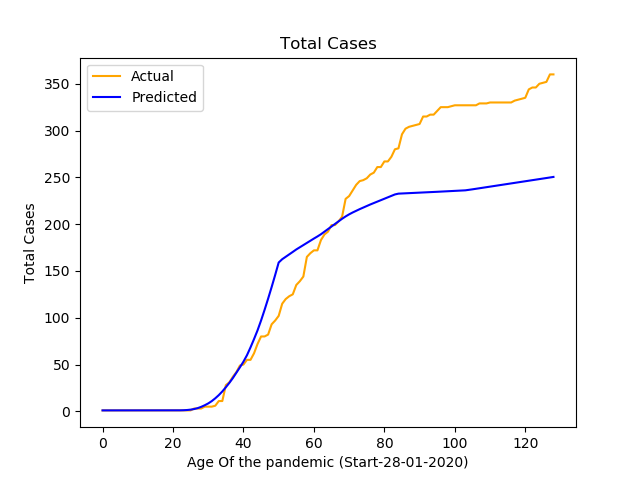 Total Cases
Actual
Predicted
350
300
250
200
150
100
50
0
Total Cases
0 20 40 60 80 100 120
Age Of the pandemic (Start-28-01-2020)